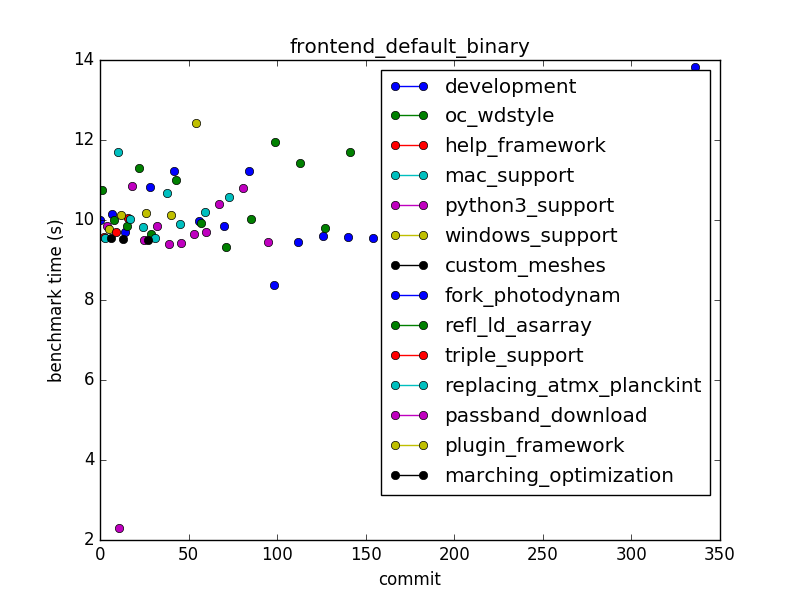 frontend_default_binary
14
12
10
8
6
4
2
benchmark time (s)
development
oc_wdstyle
help_framework
mac_support
python3_support
windows_support
custom_meshes
fork_photodynam
refl_ld_asarray
triple_support
replacing_atmx_planckint
passband_download
plugin_framework
marching_optimization
0 50 100 150 200 250 300 350
commit